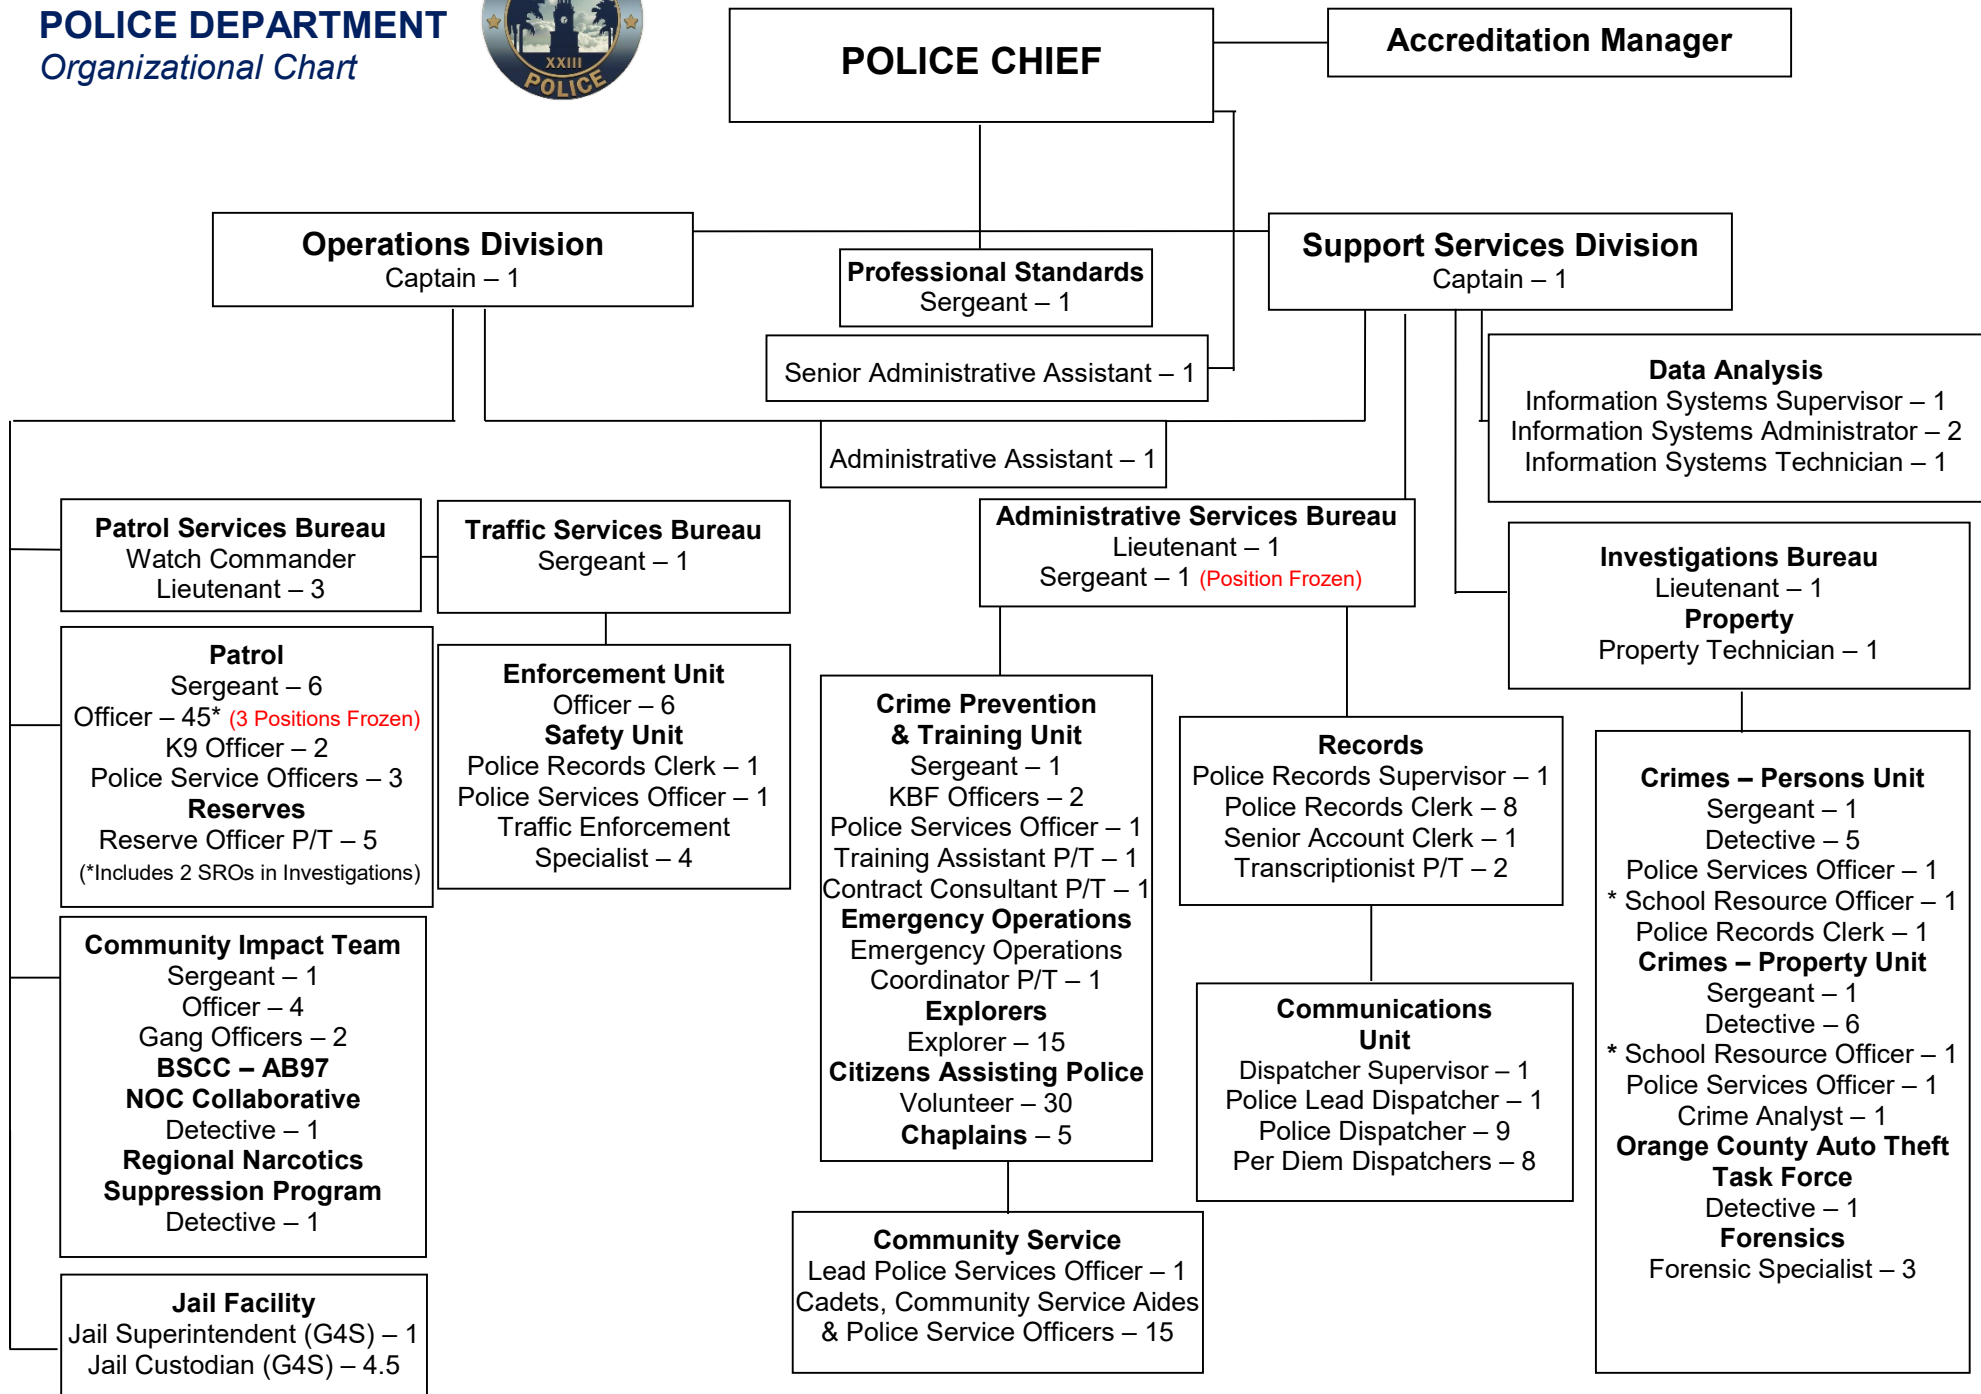 POLICE DEPARTMENT
Organizational Chart
XXIII
POLICE
POLICE CHIEF
Accreditation Manager
Operations Division
Captain – 1
Professional Standards
Sergeant – 1
Support Services Division
Captain – 1
Senior Administrative Assistant – 1
Administrative Assistant – 1
Data Analysis
Information Systems Supervisor – 1
Information Systems Administrator – 2
Information Systems Technician – 1
Patrol Services Bureau
Watch Commander
Lieutenant – 3
Traffic Services Bureau
Sergeant – 1
Administrative Services Bureau
Lieutenant – 1
Sergeant – 1 (Position Frozen)
Investigations Bureau
Lieutenant – 1
Property
Property Technician – 1
Patrol
Sergeant – 6
Officer – 45* (3 Positions Frozen)
K9 Officer – 2
Police Service Officers – 3
Reserves
Reserve Officer P/T – 5
(*Includes 2 SROs in Investigations)
Enforcement Unit
Officer – 6
Safety Unit
Police Records Clerk – 1
Police Services Officer – 1
Traffic Enforcement
Specialist – 4
Crime Prevention
& Training Unit
Sergeant – 1
KBF Officers – 2
Police Services Officer – 1
Training Assistant P/T – 1
Contract Consultant P/T – 1
Emergency Operations
Emergency Operations
Coordinator P/T – 1
Explorers
Explorer – 15
Citizens Assisting Police
Volunteer – 30
Chaplains – 5
Records
Police Records Supervisor – 1
Police Records Clerk – 8
Senior Account Clerk – 1
Transcriptionist P/T – 2
Crimes – Persons Unit
Sergeant – 1
Detective – 5
Police Services Officer – 1
* School Resource Officer – 1
Police Records Clerk – 1
Crimes – Property Unit
Sergeant – 1
Detective – 6
* School Resource Officer – 1
Police Services Officer – 1
Crime Analyst – 1
Orange County Auto Theft
Task Force
Detective – 1
Forensics
Forensic Specialist – 3
Community Impact Team
Sergeant – 1
Officer – 4
Gang Officers – 2
BSCC – AB97
NOC Collaborative
Detective – 1
Regional Narcotics
Suppression Program
Detective – 1
Communications
Unit
Dispatcher Supervisor – 1
Police Lead Dispatcher – 1
Police Dispatcher – 9
Per Diem Dispatchers – 8
Community Service
Lead Police Services Officer – 1
Cadets, Community Service Aides
& Police Service Officers – 15
Jail Facility
Jail Superintendent (G4S) – 1
Jail Custodian (G4S) – 4.5